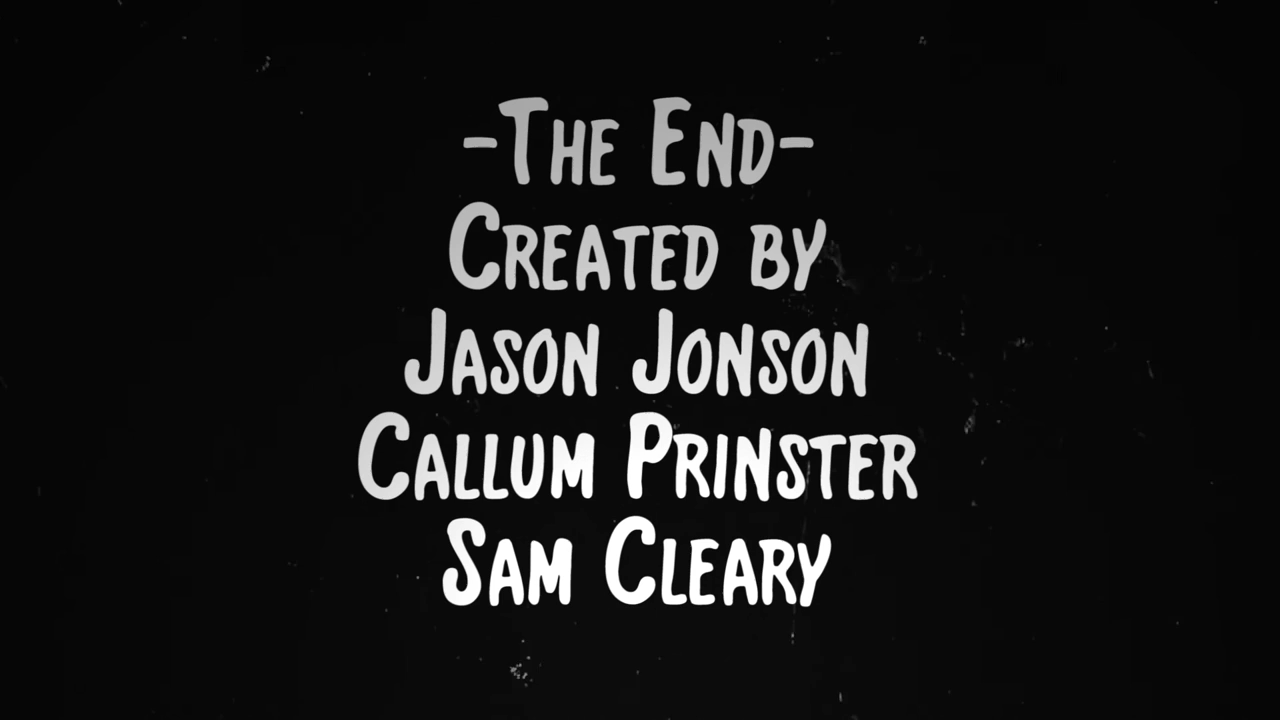 -The End-
Created by
Jason Jonson
Callum Prinster
Sam Cleary